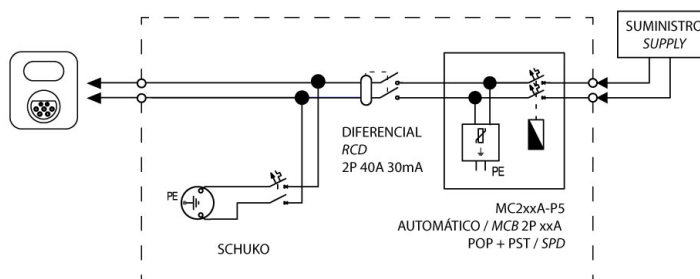 SUMINISTRO
SUPPLY
DIFERENCIAL
RCD
2P 40A 30mA
PE
PE
MC2xxA-P5
AUTOMÁTICO / MCB 2P xxA
POP + PST / SPD
SCHUKO